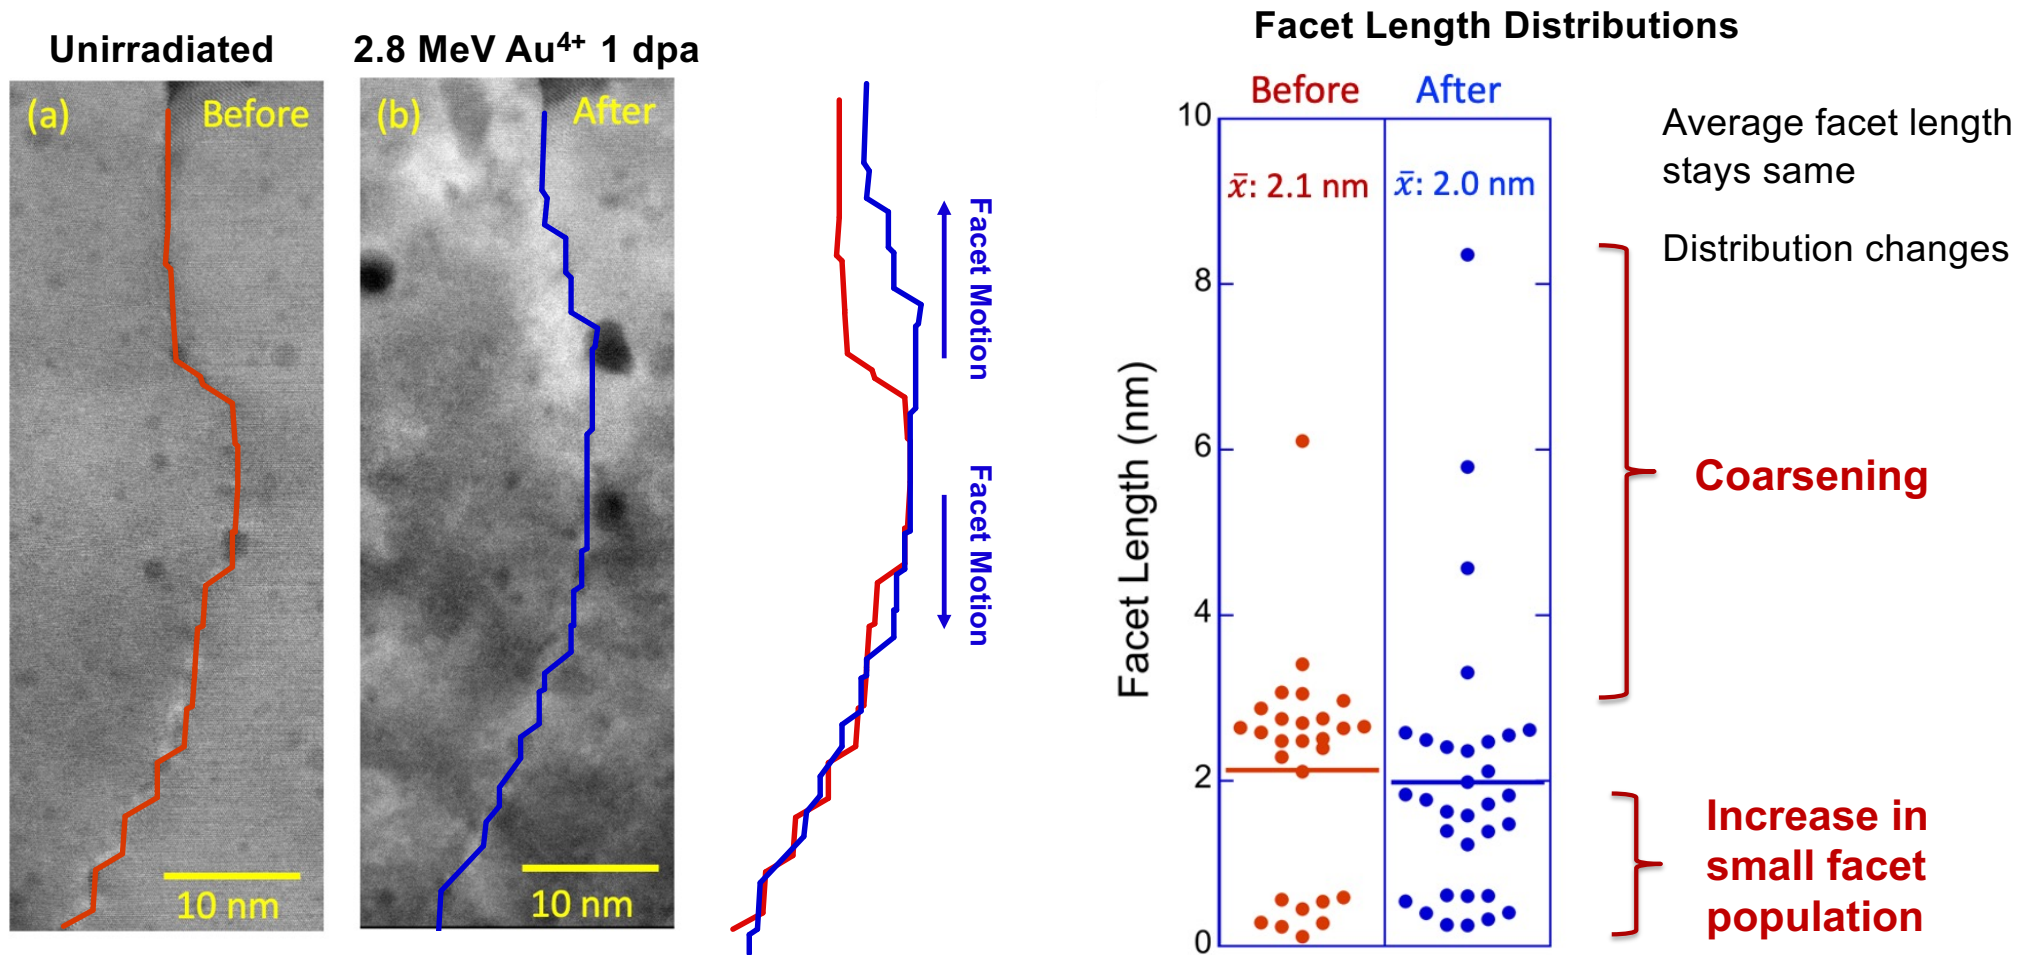 Unirradiated
2.8 MeV Au⁴⁺ 1 dpa
(a)
Before
10 nm
(b)
After
10 nm
Facet Motion
Facet Motion
Facet Length Distributions
Before
After
Facet Length (nm)
10
8
6
4
2
0
x̄: 2.1 nm
x̄: 2.0 nm
Average facet length
stays same
Distribution changes
Coarsening
Increase in
small facet
population